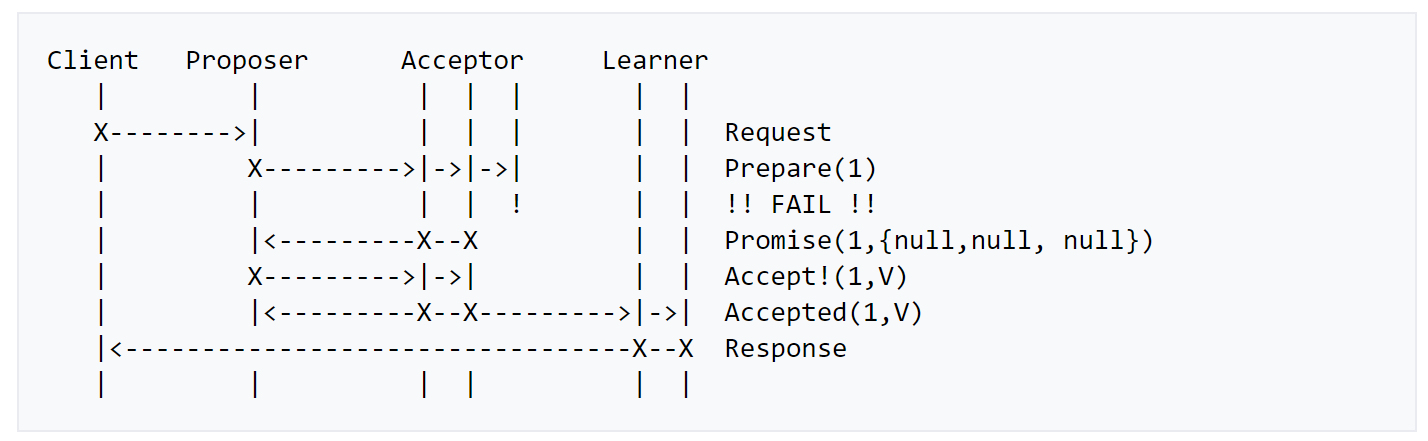 Client   Proposer      Acceptor     Learner
   |         |          |  |  |       |  |
   X-------->|          |  |  |       |  |  Request
   |         X--------->|->|->|       |  |  Prepare(1)
   |         |          |  |  !       |  |  !! FAIL !!
   |         |<---------X--X          |  |  Promise(1,{null,null, null})
   |         X--------->|->|          |  |  Accept!(1,V)
   |         |<---------X--X--------->|->|  Accepted(1,V)
   |<---------------------------------X--X  Response
   |         |          |  |          |  |